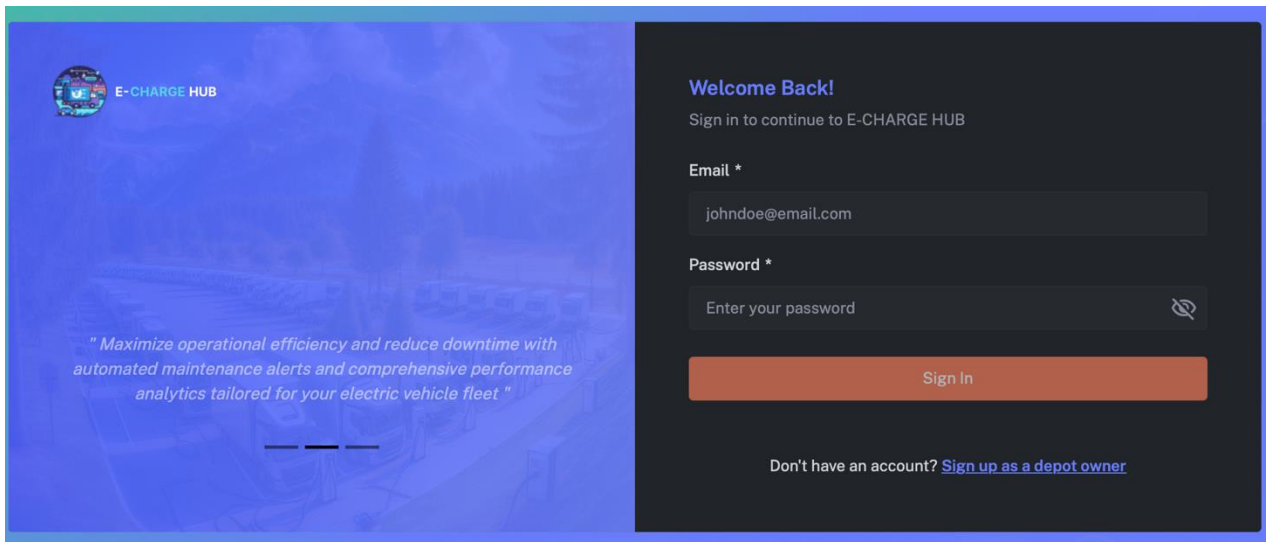 E-CHARGE HUB
" Maximize operational efficiency and reduce downtime with
automated maintenance alerts and comprehensive performance
analytics tailored for your electric vehicle fleet "
Welcome Back!
Sign in to continue to E-CHARGE HUB
Email *
johndoe@email.com
Password *
Enter your password
Sign In
Don't have an account? Sign up as a depot owner